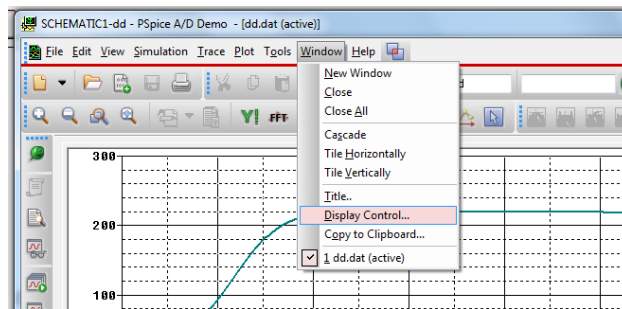 SCHEMATIC1-dd - PSpice A/D Demo - [dd.dat (active)]
File Edit View Simulation Trace Plot Tools Window Help
New Window
Close
Close All
Cascade
Tile Horizontally
Tile Vertically
Title..
Display Control...
Copy to Clipboard...
1 dd.dat (active)
FFT
300
200
100